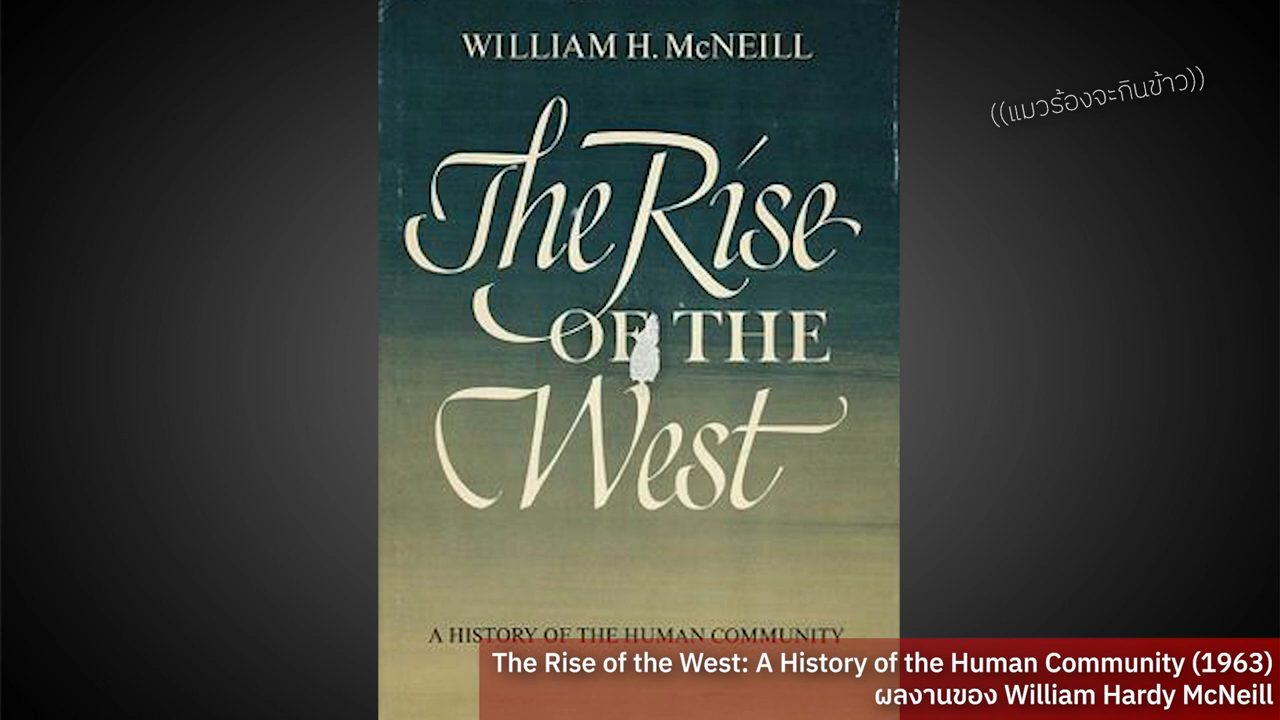 WILLIAM H. McNEILL
((แมวร้องจะกินข้าว))
The Rise
OF THE
West
A HISTORY OF THE HUMAN COMMUNITY
The Rise of the West: A History of the Human Community (1963)
ผลงานของ William Hardy McNeill